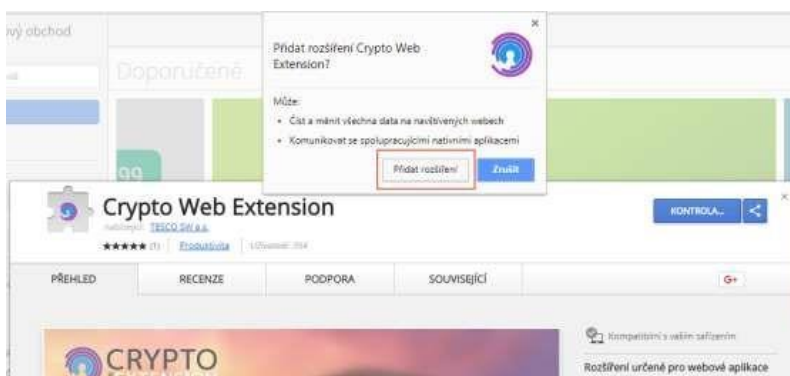 obchod
Doporučené
Přidat rozšíření Crypto Web
Extension?
Může:
• Číst a měnit všechna data na navštívených webech
• Komunikovat se spolupracujícími nativními aplikacemi
Přidat rozšíření
Zrušit
99
Crypto Web Extension
TESCO SW a.s.
(1)
Produktivita
KONTROLA...
PŘEHLED
RECENZE
PODPORA
SOUVISEJÍCÍ
G+
CRYPTO
Kompatibilní s vaším zařízením
Rozšíření určené pro webové aplikace